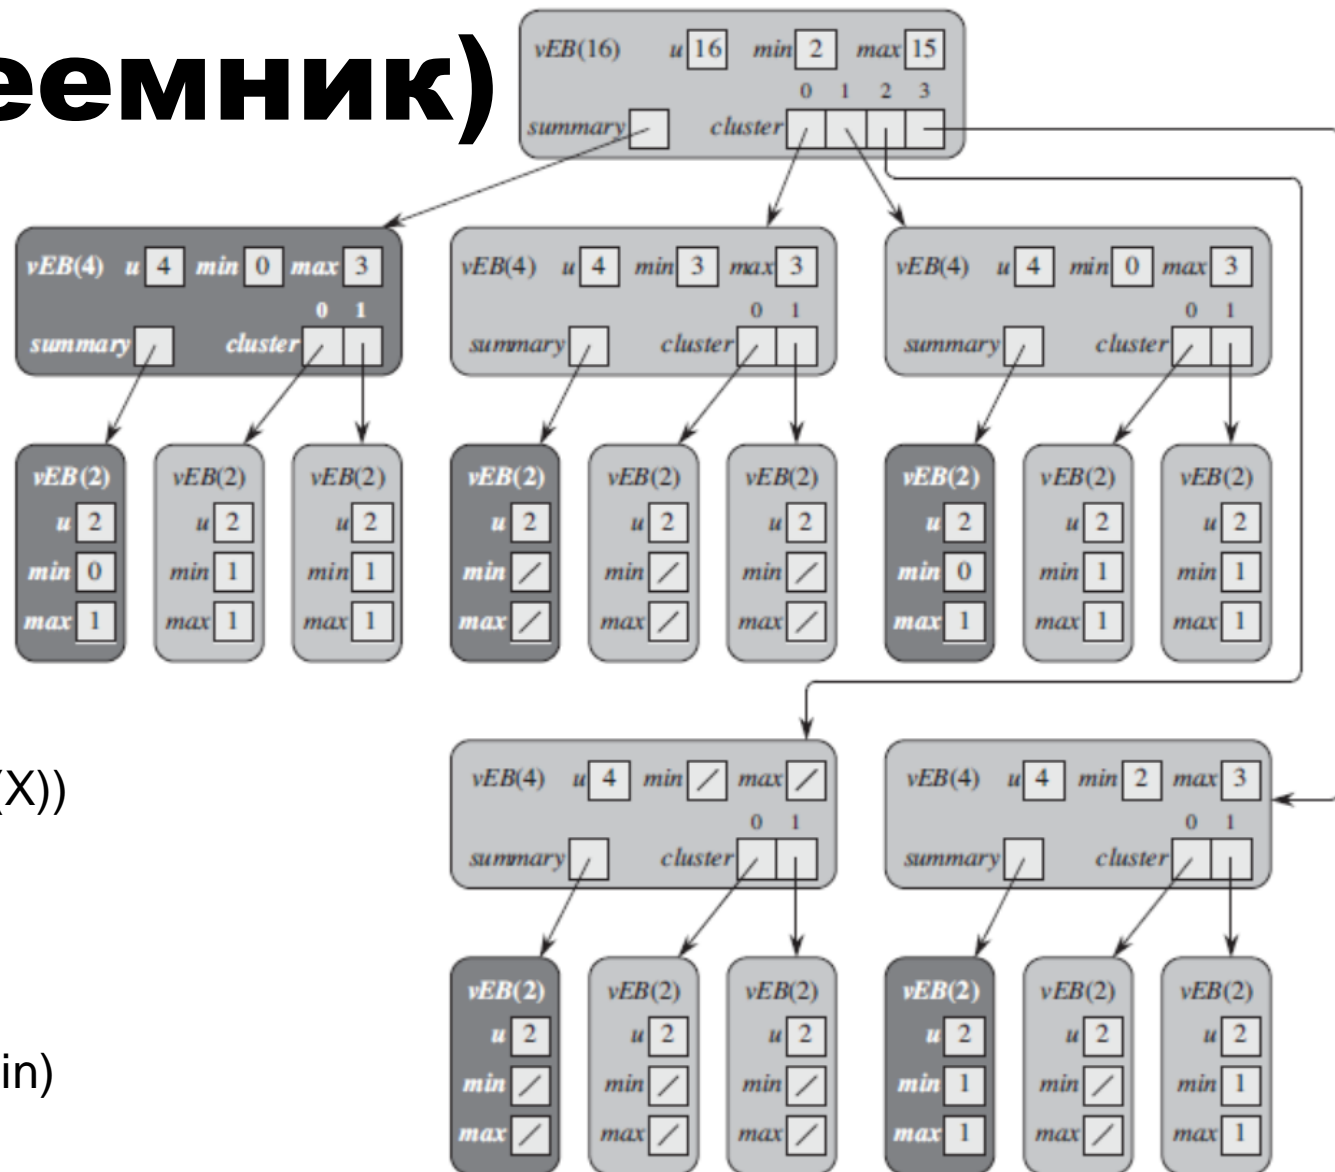 еемник)
vEB(16) u 16 min 2 max 15
0 1 2 3
summary cluster
vEB(4) u 4 min 0 max 3
0 1
summary cluster
vEB(4) u 4 min 3 max 3
0 1
summary cluster
vEB(4) u 4 min 0 max 3
0 1
summary cluster
vEB(2)
u 2
min 0
max 1
vEB(2)
u 2
min 1
max 1
vEB(2)
u 2
min 1
max 1
vEB(2)
u 2
min /
max /
vEB(2)
u 2
min /
max /
vEB(2)
u 2
min /
max /
vEB(2)
u 2
min 0
max 1
vEB(2)
u 2
min 1
max 1
vEB(2)
u 2
min 1
max 1
(X))
vEB(4) u 4 min / max /
0 1
summary cluster
vEB(4) u 4 min 2 max 3
0 1
summary cluster
vEB(2)
u 2
min /
max /
vEB(2)
u 2
min /
max /
vEB(2)
u 2
min /
max /
vEB(2)
u 2
min 1
max 1
vEB(2)
u 2
min /
max /
vEB(2)
u 2
min 1
max 1
in)